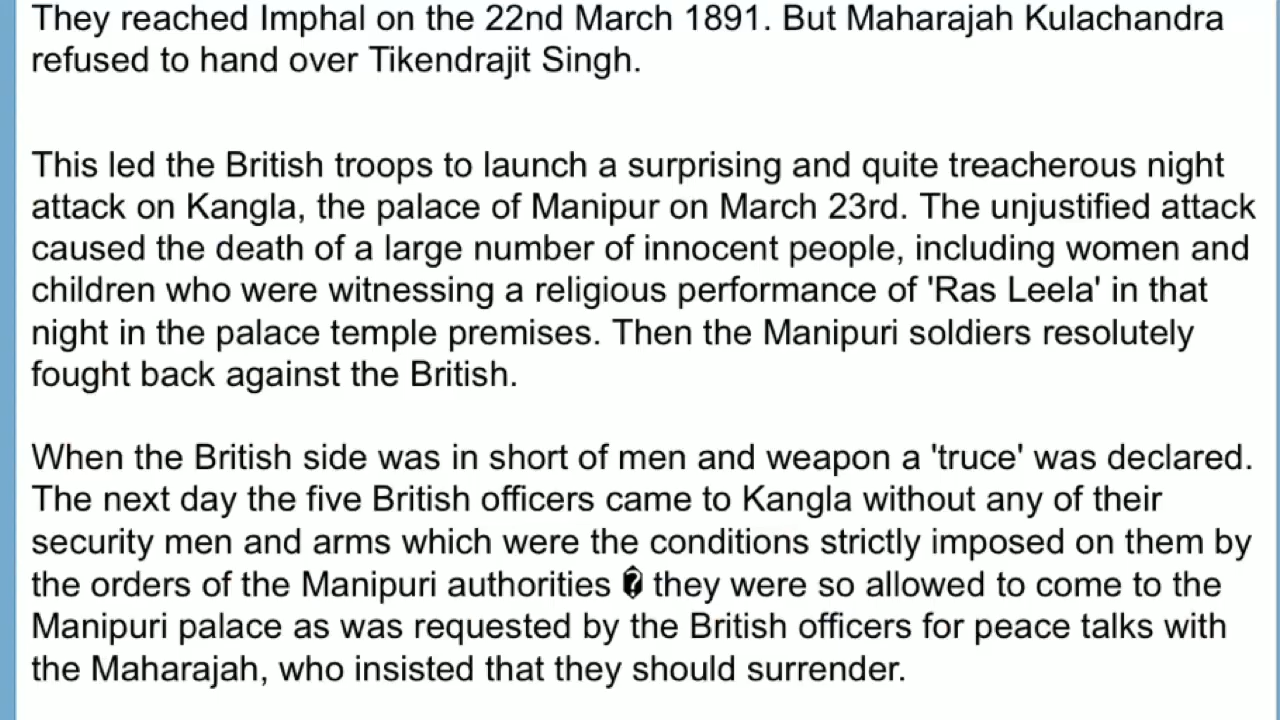 They reached Imphal on the 22nd March 1891. But Maharajah Kulachandra
refused to hand over Tikendrajit Singh.
This led the British troops to launch a surprising and quite treacherous night
attack on Kangla, the palace of Manipur on March 23rd. The unjustified attack
caused the death of a large number of innocent people, including women and
children who were witnessing a religious performance of 'Ras Leela' in that
night in the palace temple premises. Then the Manipuri soldiers resolutely
fought back against the British.
When the British side was in short of men and weapon a 'truce' was declared.
The next day the five British officers came to Kangla without any of their
security men and arms which were the conditions strictly imposed on them by
the orders of the Manipuri authorities � they were so allowed to come to the
Manipuri palace as was requested by the British officers for peace talks with
the Maharajah, who insisted that they should surrender.